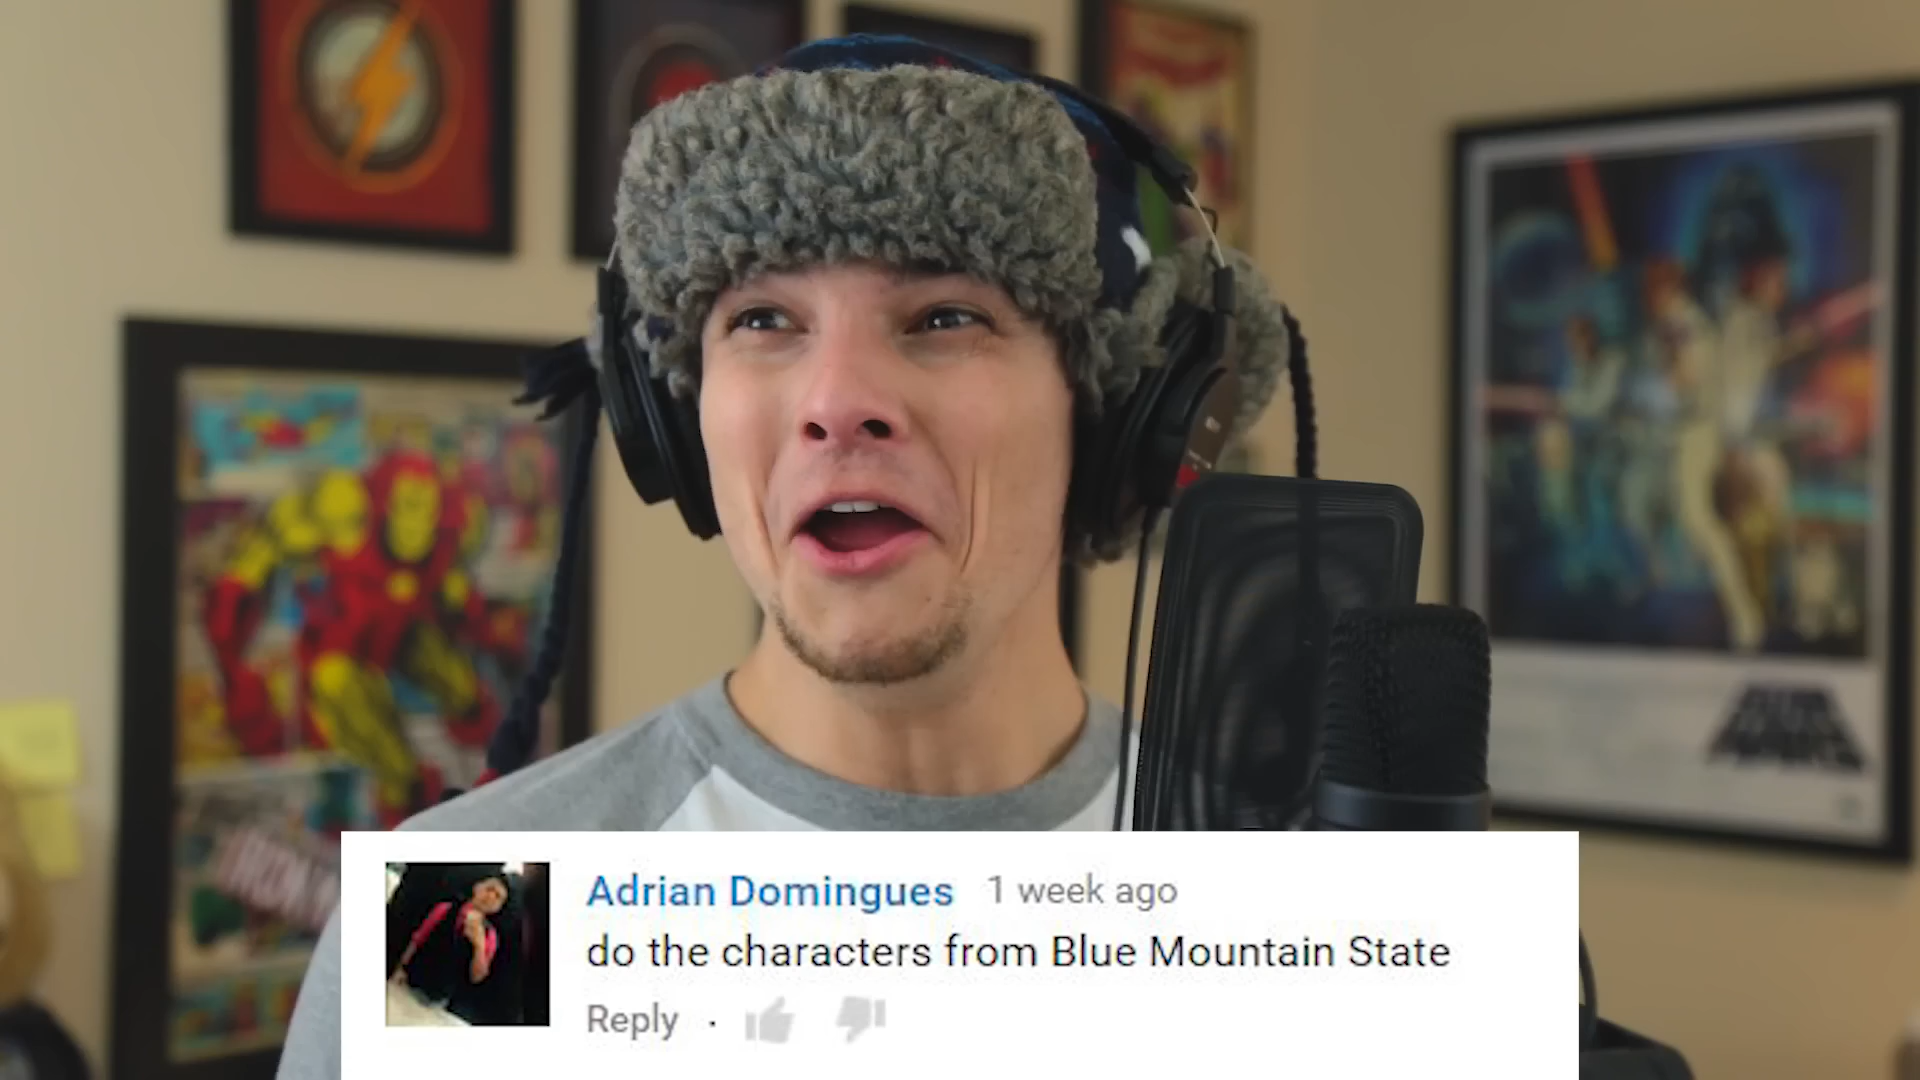 Adrian Domingues 1 week ago
do the characters from Blue Mountain State
Reply ·